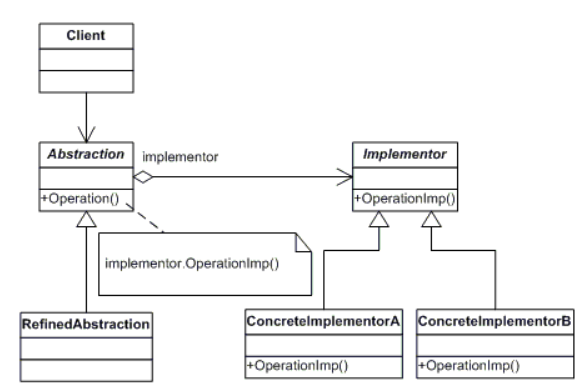 Client
Abstraction
implementor
Implementor
+Operation()
+OperationImp()
implementor.OperationImp()
RefinedAbstraction
ConcreteImplementorA
ConcreteImplementorB
+OperationImp()
+OperationImp()